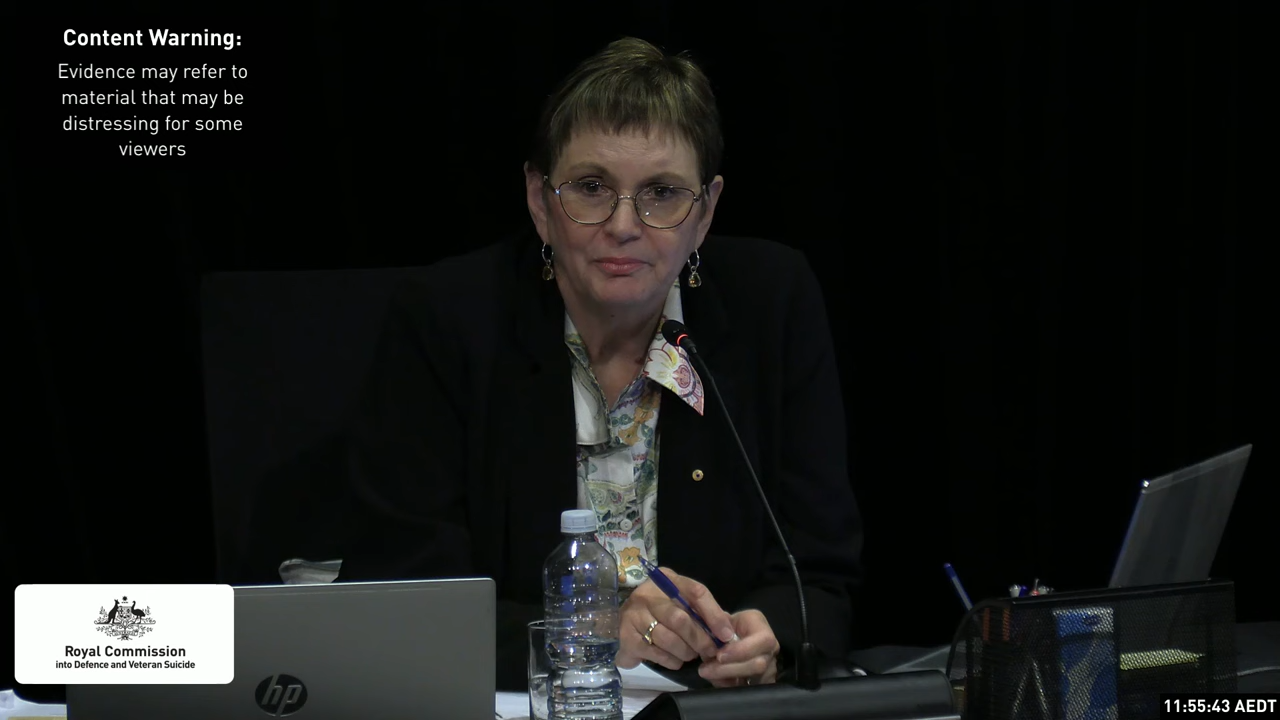 Content Warning:
Evidence may refer to
material that may be
distressing for some
viewers
Royal Commission
into Defence and Veteran Suicide
hp
11:55:43 AEDT